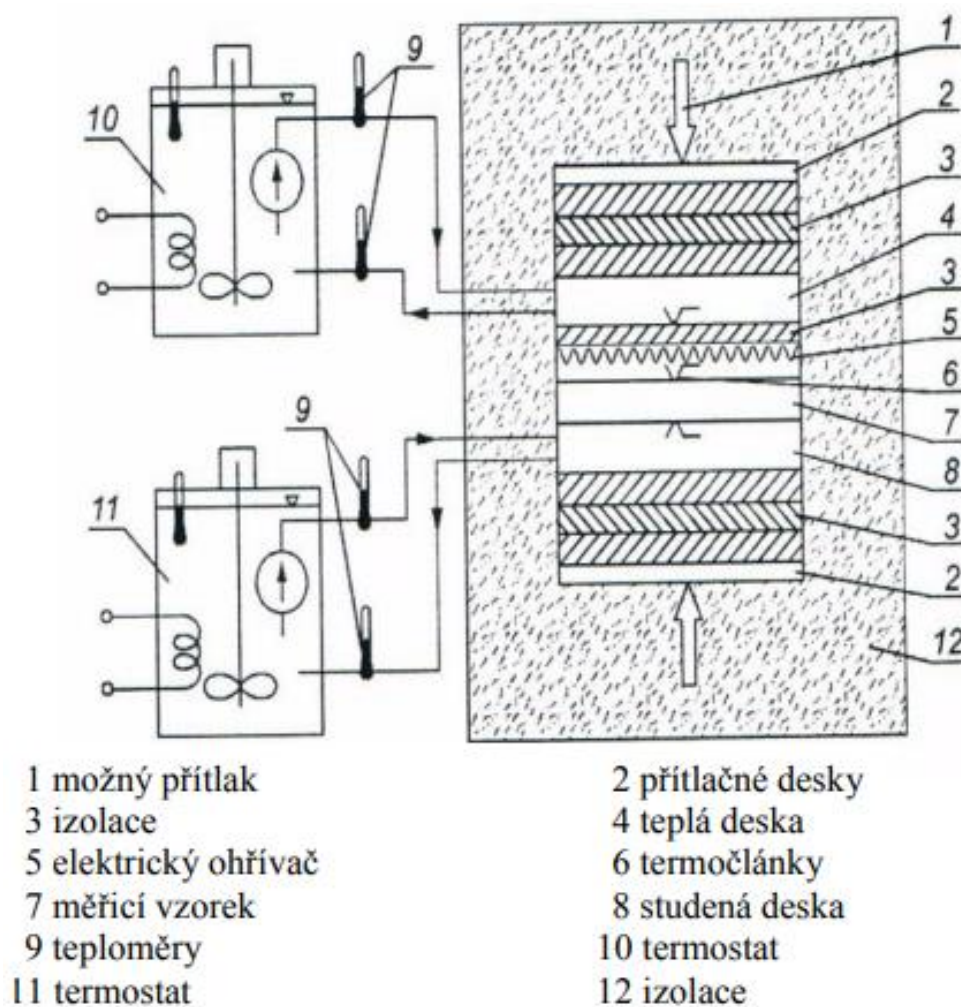 9
1
2
10
3
4
3
5
6
9
7
8
11
3
2
12
1 možný přítlak 2 přítlačné desky
3 izolace 4 teplá deska
5 elektrický ohřívač 6 termočlánky
7 měřicí vzorek 8 studená deska
9 teploměry 10 termostat
11 termostat 12 izolace